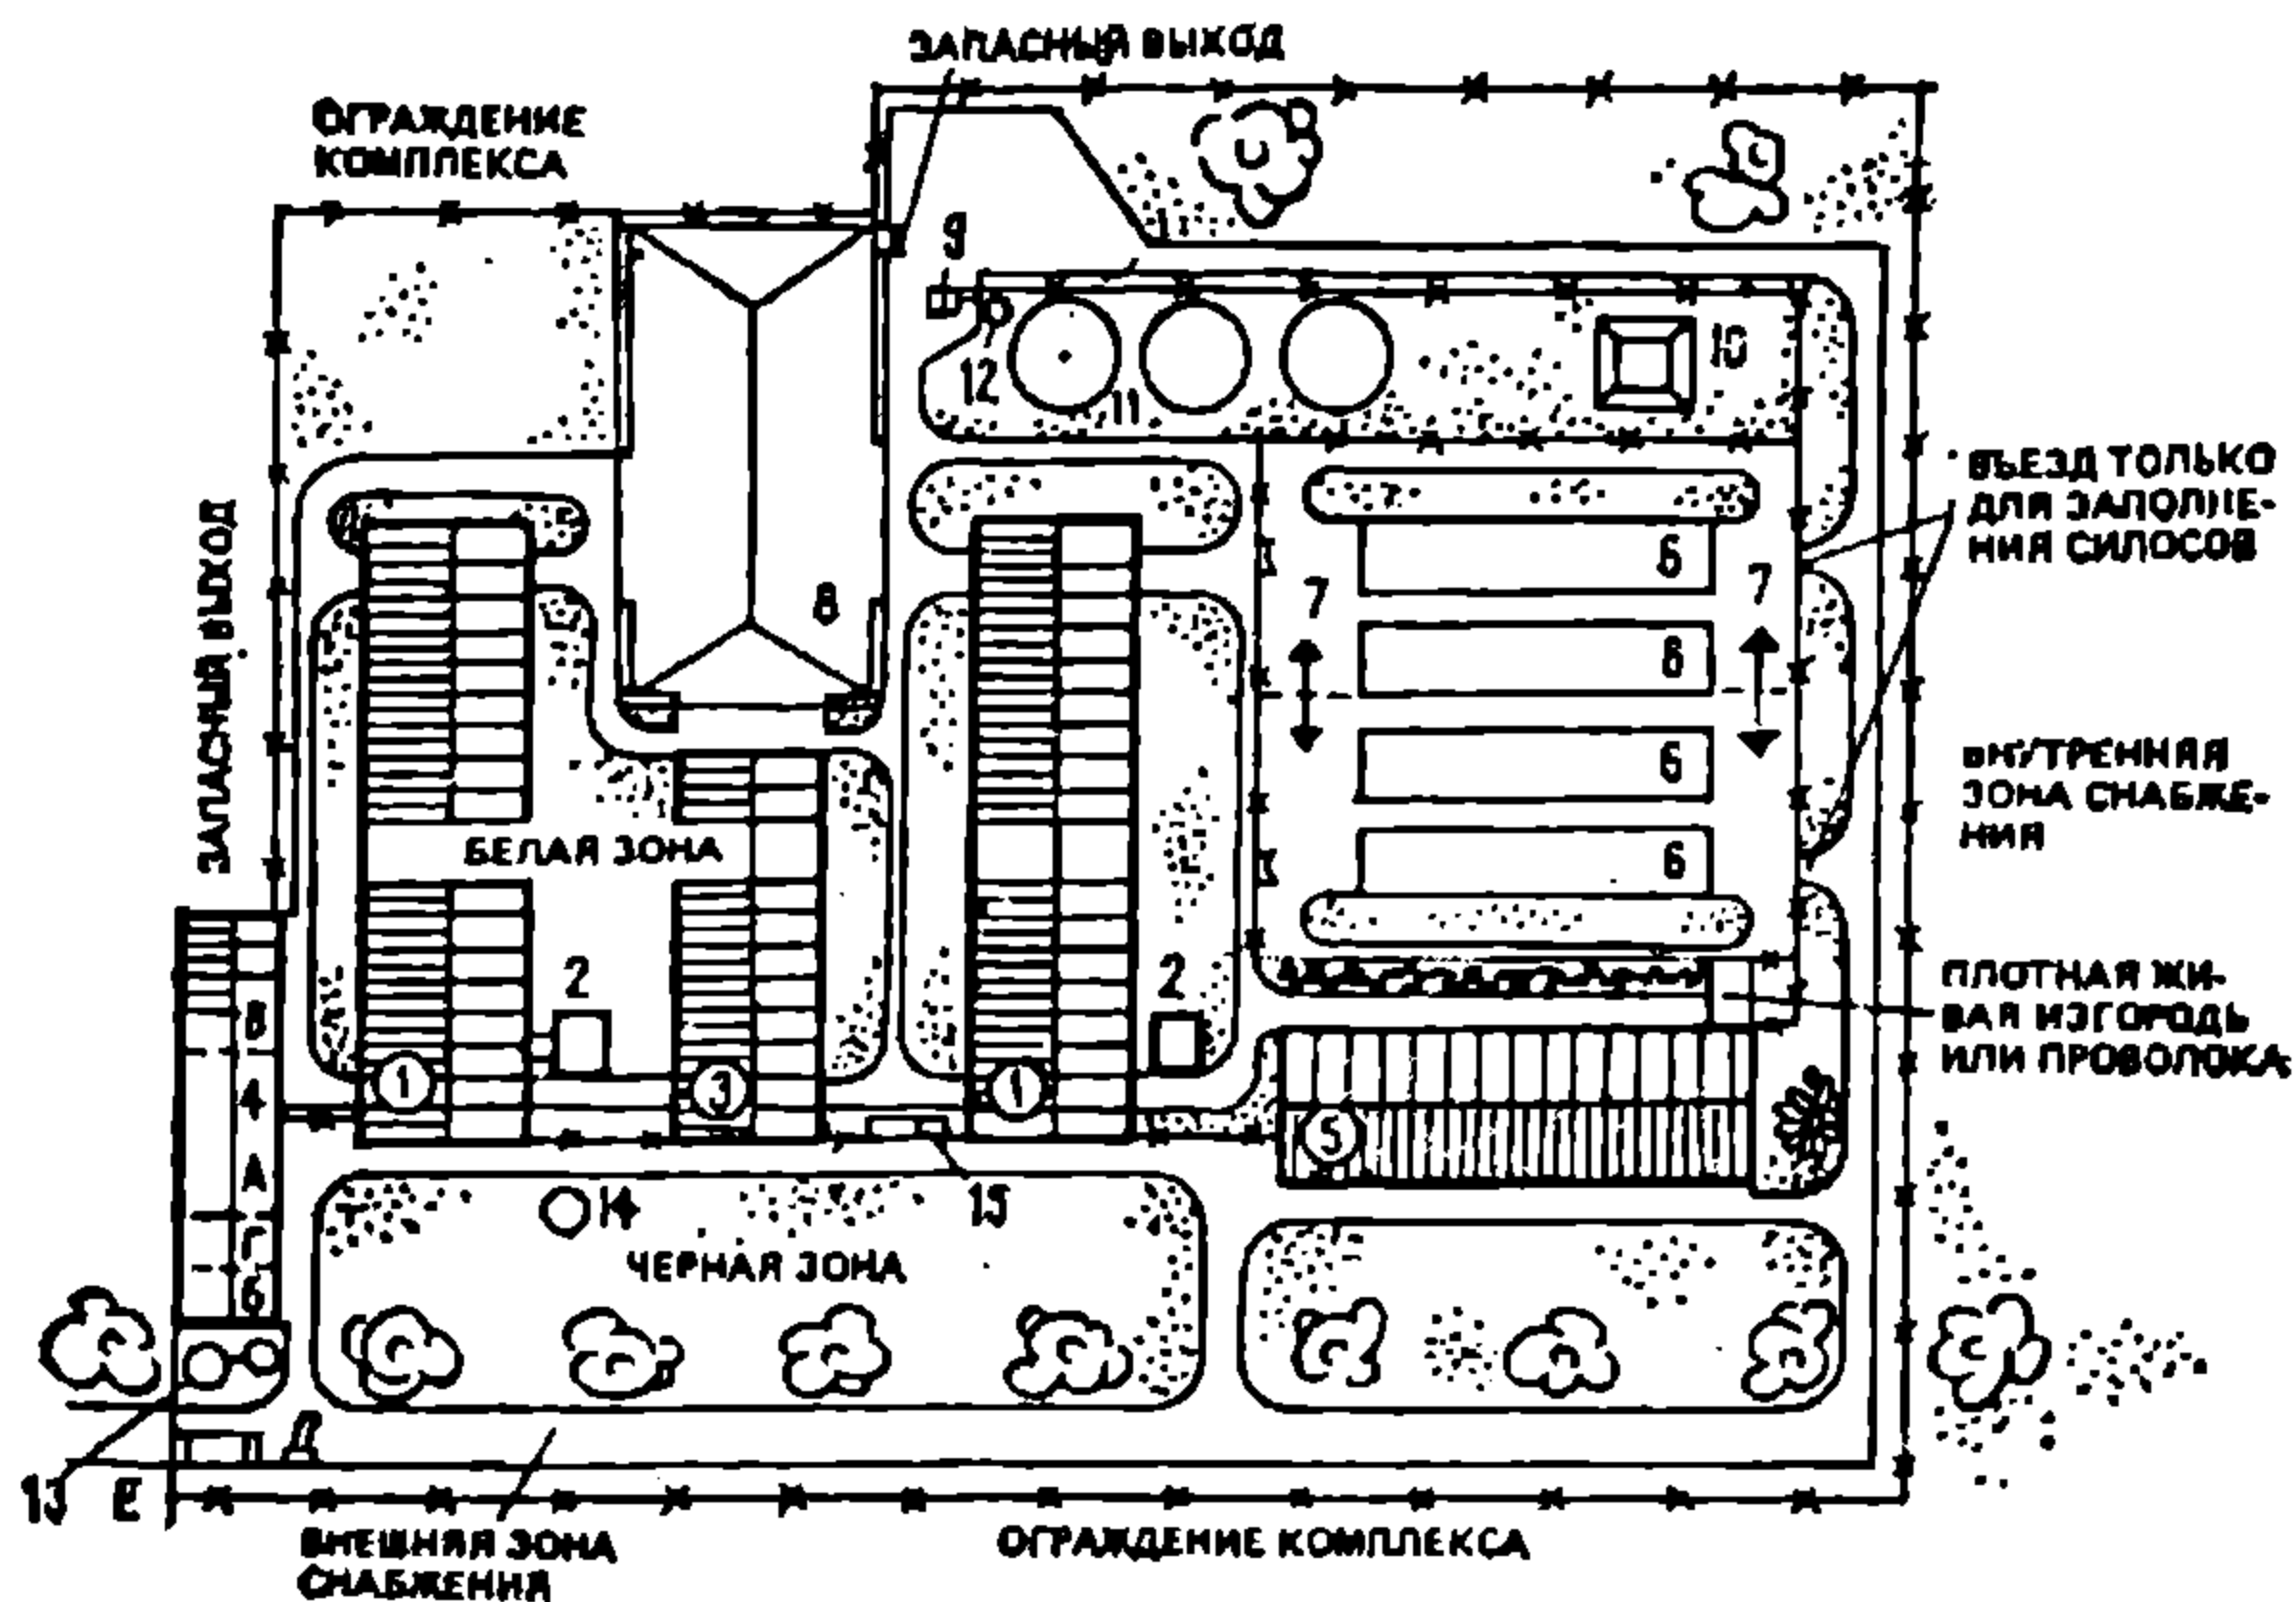 ЗАПАСНЫЙ ВЫХОД
ОГРАЖДЕНИЕ
КОМПЛЕКСА
9
12
11
10
ВЪЕЗД ТОЛЬКО
ДЛЯ ЗАПОЛНЕ-
НИЯ СИЛОСОВ
ЗАПАСНЫЙ ВЫХОД
8
7
6
7
6
6
6
ВНУТРЕННЯЯ
ЗОНА СНАБЖЕ-
НИЯ
БЕЛАЯ ЗОНА
2
2
ПЛОТНАЯ ЖИ-
ВАЯ ИЗГОРОДЬ
ИЛИ ПРОВОЛОКА
В
4
А
Г
Б
1
3
1
5
14
15
ЧЕРНАЯ ЗОНА
Д
13
Е
ВНЕШНЯЯ ЗОНА
СНАБЖЕНИЯ
ОГРАЖДЕНИЕ КОМПЛЕКСА